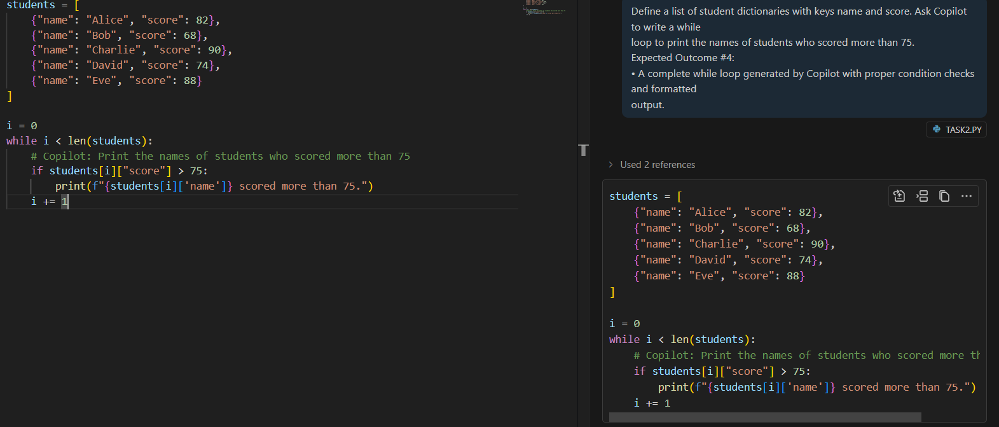 students = [
    {"name": "Alice", "score": 82},
    {"name": "Bob", "score": 68},
    {"name": "Charlie", "score": 90},
    {"name": "David", "score": 74},
    {"name": "Eve", "score": 88}
]
i = 0
while i < len(students):
    # Copilot: Print the names of students who scored more than 75
    if students[i]["score"] > 75:
        print(f"{students[i]['name']} scored more than 75.")
    i += 1
Define a list of student dictionaries with keys name and score. Ask Copilot
to write a while
loop to print the names of students who scored more than 75.
Expected Outcome #4:
• A complete while loop generated by Copilot with proper condition checks
and formatted
output.
TASK2.PY
Used 2 references
students = [
    {"name": "Alice", "score": 82},
    {"name": "Bob", "score": 68},
    {"name": "Charlie", "score": 90},
    {"name": "David", "score": 74},
    {"name": "Eve", "score": 88}
]
i = 0
while i < len(students):
    # Copilot: Print the names of students who scored more th
    if students[i]["score"] > 75:
        print(f"{students[i]['name']} scored more than 75.")
    i += 1